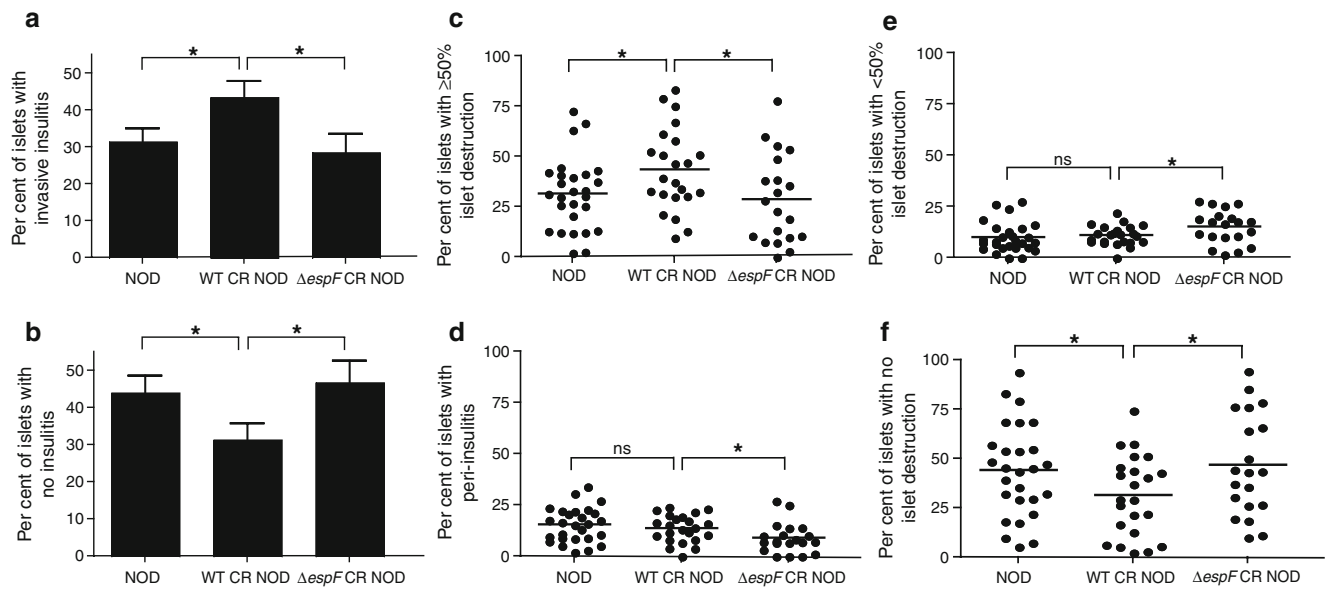 a
Per cent of islets with
invasive insulitis
50
40
30
20
10
0
*
*
NOD
WT CR NOD
ΔespF CR NOD
b
Per cent of islets with
no insulitis
50
40
30
20
10
0
*
*
NOD
WT CR NOD
ΔespF CR NOD
c
Per cent of islets with ≥50%
islet destruction
100
75
50
25
0
*
*
NOD
WT CR NOD
ΔespF CR NOD
d
Per cent of islets with
peri-insulitis
100
75
50
25
0
ns
*
NOD
WT CR NOD
ΔespF CR NOD
e
Per cent of islets with <50%
islet destruction
100
75
50
25
0
ns
*
NOD
WT CR NOD
ΔespF CR NOD
f
Per cent of islets with no
islet destruction
100
75
50
25
0
*
*
NOD
WT CR NOD
ΔespF CR NOD